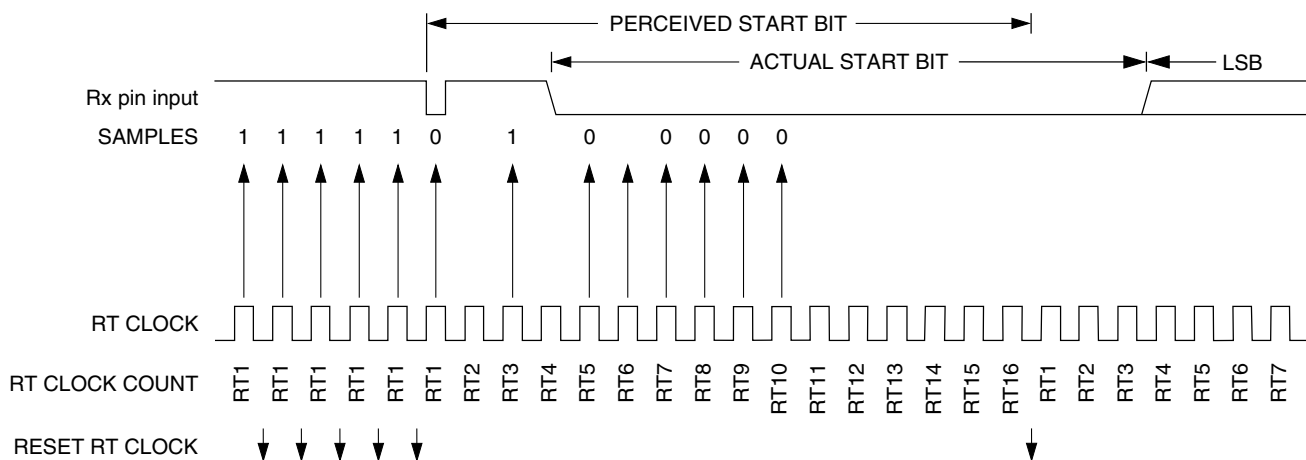 PERCEIVED START BIT
ACTUAL START BIT LSB
Rx pin input
SAMPLES 1 1 1 1 1 0 1 0 0 0 0 0
RT CLOCK
RT CLOCK COUNT RT1 RT1 RT1 RT1 RT1 RT1 RT2 RT3 RT4 RT5 RT6 RT7 RT8 RT9 RT10 RT11 RT12 RT13 RT14 RT15 RT16 RT1 RT2 RT3 RT4 RT5 RT6 RT7
RESET RT CLOCK